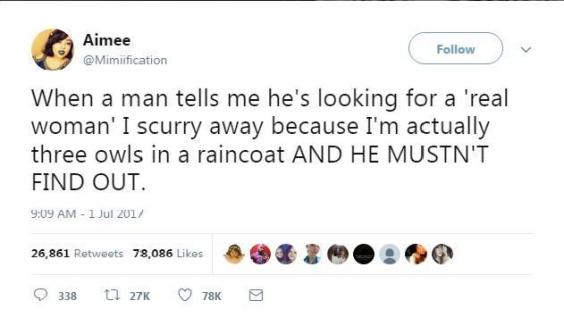 Aimee
@Mimiification
Follow
When a man tells me he's looking for a 'real
woman' I scurry away because I'm actually
three owls in a raincoat AND HE MUSTN'T
FIND OUT.
9:09 AM - 1 Jul 2017
26,861 Retweets 78,086 Likes
338 27K 78K